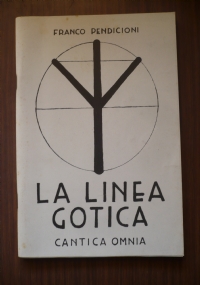 FRANCO PENDICIONI
LA LINEA
GOTICA
CANTICA OMNIA